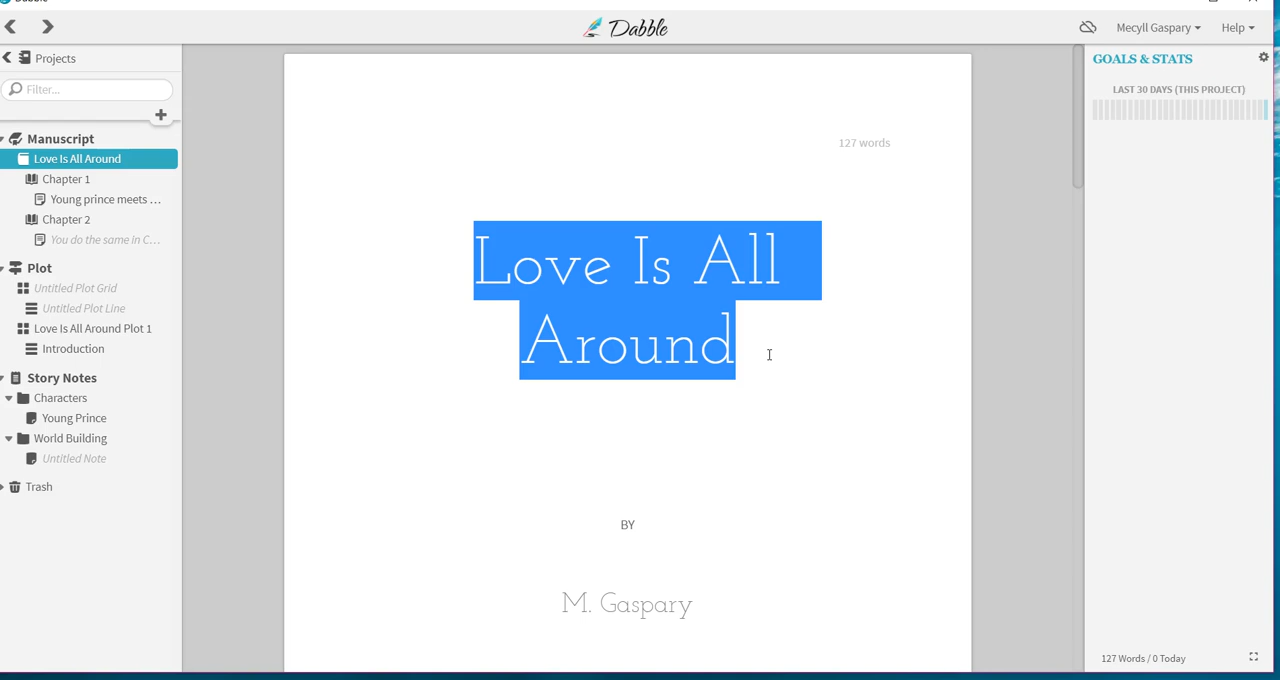 Dabble
Mecyll Gaspary
Help
Projects
Filter...
Manuscript
Love Is All Around
Chapter 1
Young prince meets ...
Chapter 2
You do the same in C...
Plot
Untitled Plot Grid
Untitled Plot Line
Love Is All Around Plot 1
Introduction
Story Notes
Characters
Young Prince
World Building
Untitled Note
Trash
127 words
Love Is All
Around
BY
M. Gaspary
GOALS & STATS
LAST 30 DAYS (THIS PROJECT)
127 Words / 0 Today